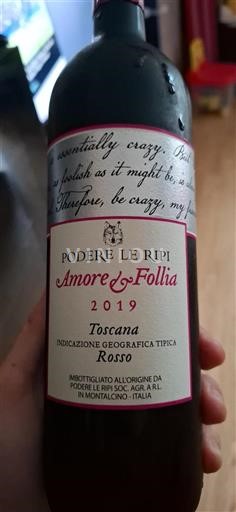 essentially crazy. But
as foolish as it might be, is
Therefore, be crazy, my
PODERE LE RIPI
Amore & Follia
2019
Toscana
INDICAZIONE GEOGRAFICA TIPICA
Rosso
IMBOTTIGLIATO ALL'ORIGINE DA
PODERE LE RIPI SOC. AGR. A R.L.
IN MONTALCINO - ITALIA